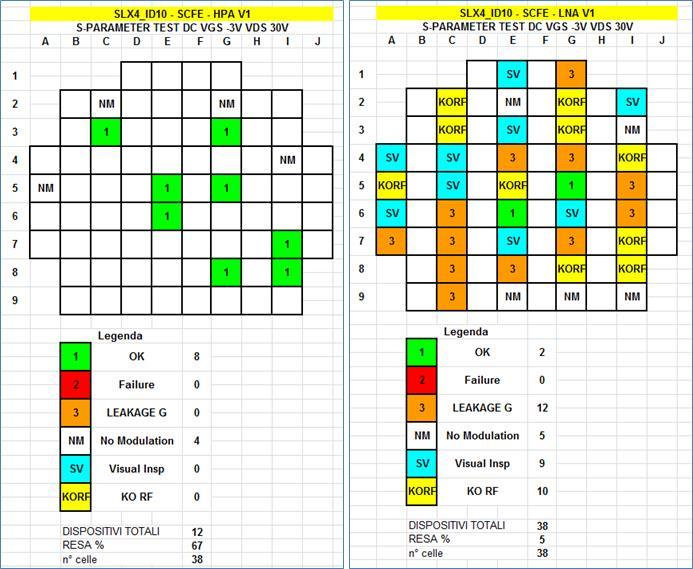 SLX4_ID10 - SCFE - HPA V1
S-PARAMETER TEST DC VGS -3V VDS 30V
A B C D E F G H I J
1
2 NM NM
3 1 1
4 NM
5 NM 1 1
6 1
7 1
8 1 1
9
Legenda
1 OK 8
2 Failure 0
3 LEAKAGE G 0
NM No Modulation 4
SV Visual Insp 0
KORF KO RF 0
DISPOSITIVI TOTALI 12
RESA % 67
n° celle 38
SLX4_ID10 - SCFE - LNA V1
S-PARAMETER TEST DC VGS -3V VDS 30V
A B C D E F G H I J
1 SV 3
2 KORF NM KORF SV
3 KORF SV KORF NM
4 SV SV 3 3 KORF
5 KORF SV KORF 1 3
6 SV 3 1 SV 3
7 3 3 SV 3 KORF
8 3 3 KORF KORF
9 3 NM NM NM
Legenda
1 OK 2
2 Failure 0
3 LEAKAGE G 12
NM No Modulation 5
SV Visual Insp 9
KORF KO RF 10
DISPOSITIVI TOTALI 38
RESA % 5
n° celle 38